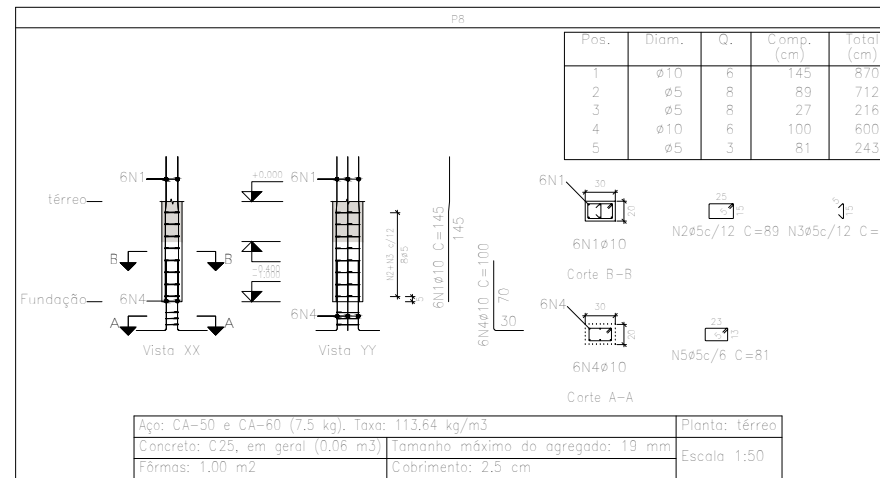 P8
Pos. Diam. Q. Comp. (cm) Total (cm)
1 ø10 6 145 870
2 ø5 8 89 712
3 ø5 8 27 216
4 ø10 6 100 600
5 ø5 3 81 243
térreo
6N1
B B
Fundação
6N4
A A
Vista XX
+0.000
-0.400
-1.000
6N1
N2+N3 c/12
8ø5
5
6N4
Vista YY
6N1ø10 C=145
145
6N4ø10 C=100
70
30
6N1
30
20
6N1ø10
Corte B-B
25
5
15
N2ø5c/12 C=89
5
15
N3ø5c/12 C=
6N4
30
20
6N4ø10
Corte A-A
23
5
13
N5ø5c/6 C=81
Aço: CA-50 e CA-60 (7.5 kg). Taxa: 113.64 kg/m3
Planta: térreo
Concreto: C25, em geral (0.06 m3)
Tamanho máximo do agregado: 19 mm
Escala 1:50
Fôrmas: 1.00 m2
Cobrimento: 2.5 cm